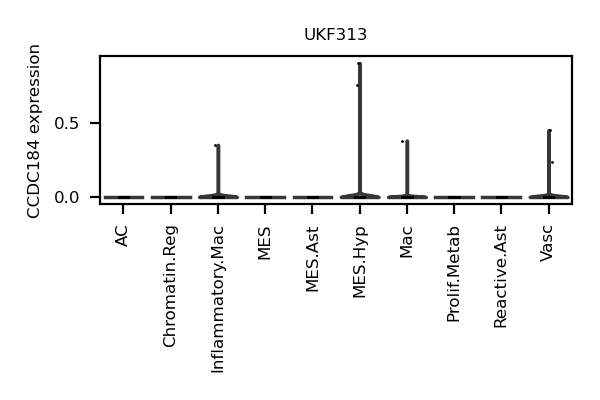 UKF313
CCDC184 expression
0.5
0.0
AC
Chromatin.Reg
Inflammatory.Mac
MES
MES.Ast
MES.Hyp
Mac
Prolif.Metab
Reactive.Ast
Vasc